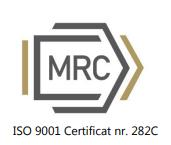 MRC
ISO 9001 Certificat nr. 282C